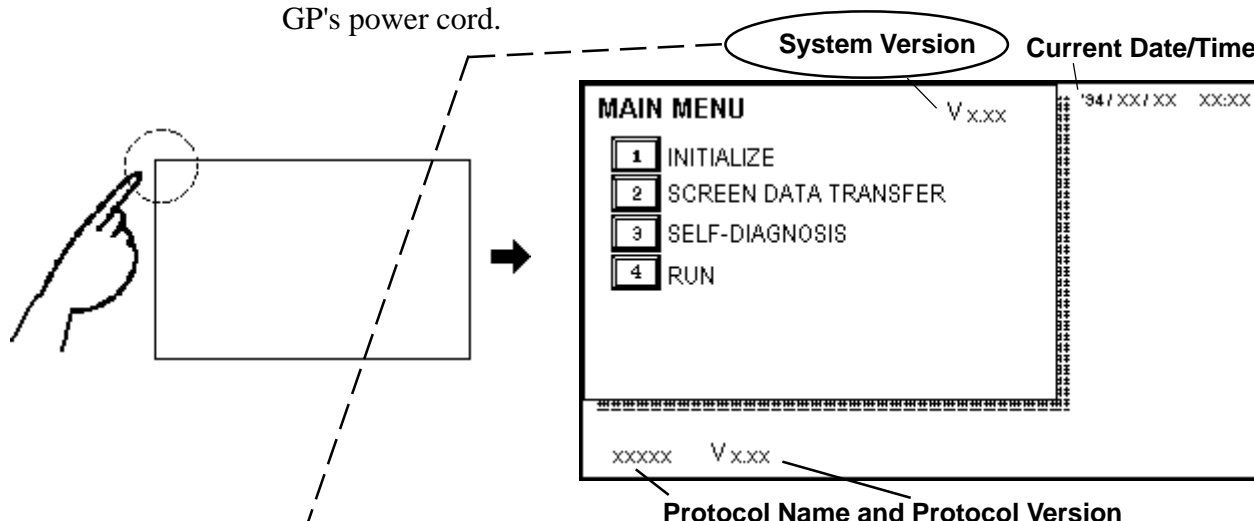 GP's power cord.
System Version
Current Date/Time
MAIN MENU
V x.xx
'94/XX/XX XX:XX
1 INITIALIZE
2 SCREEN DATA TRANSFER
3 SELF-DIAGNOSIS
4 RUN
xxxxx V x.xx
Protocol Name and Protocol Version